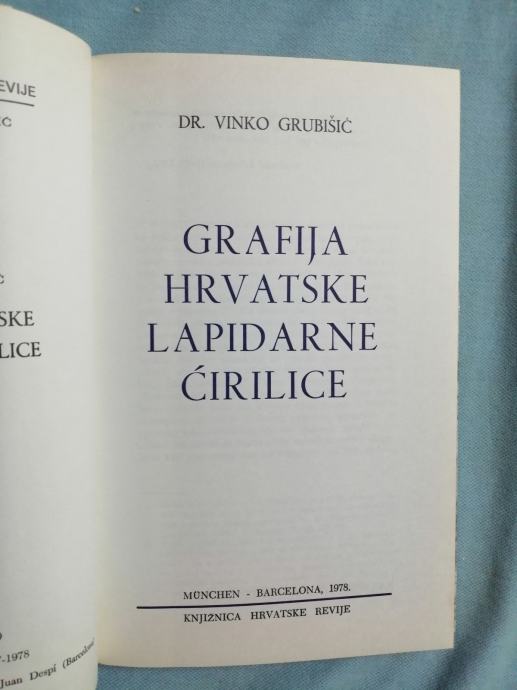 EVIJE
SKE
LICE
-1978
Juan Despí (Barcelona)
DR. VINKO GRUBIŠIĆ
GRAFIJA
HRVATSKE
LAPIDARNE
ĆIRILICE
MÜNCHEN - BARCELONA, 1978.
KNJIŽNICA HRVATSKE REVIJE